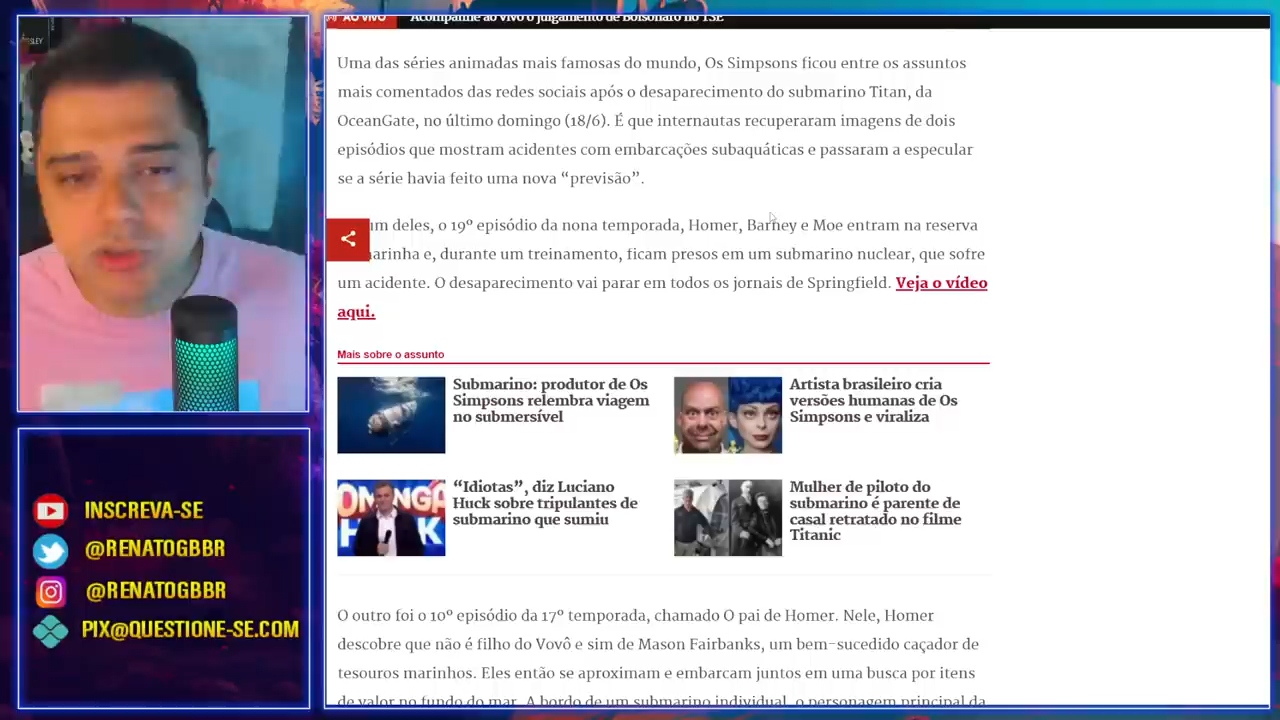 AO VIVO Acompanhe ao vivo o julgamento de Bolsonaro no TSE
Uma das séries animadas mais famosas do mundo, Os Simpsons ficou entre os assuntos
mais comentados das redes sociais após o desaparecimento do submarino Titan, da
OceanGate, no último domingo (18/6). É que internautas recuperaram imagens de dois
episódios que mostram acidentes com embarcações subaquáticas e passaram a especular
se a série havia feito uma nova “previsão”.
um deles, o 19º episódio da nona temporada, Homer, Barney e Moe entram na reserva
arinha e, durante um treinamento, ficam presos em um submarino nuclear, que sofre
um acidente. O desaparecimento vai parar em todos os jornais de Springfield. Veja o vídeo
aqui.
Mais sobre o assunto
Submarino: produtor de Os
Simpsons relembra viagem
no submersível
Artista brasileiro cria
versões humanas de Os
Simpsons e viraliza
“Idiotas”, diz Luciano
Huck sobre tripulantes de
submarino que sumiu
Mulher de piloto do
submarino é parente de
casal retratado no filme
Titanic
O outro foi o 10º episódio da 17º temporada, chamado O pai de Homer. Nele, Homer
descobre que não é filho do Vovô e sim de Mason Fairbanks, um bem-sucedido caçador de
tesouros marinhos. Eles então se aproximam e embarcam juntos em uma busca por itens
de valor no fundo do mar. A bordo de um submarino individual, o personagem principal da
INSCREVA-SE
@RENATOGBBR
@RENATOGBBR
PIX@QUESTIONE-SE.COM